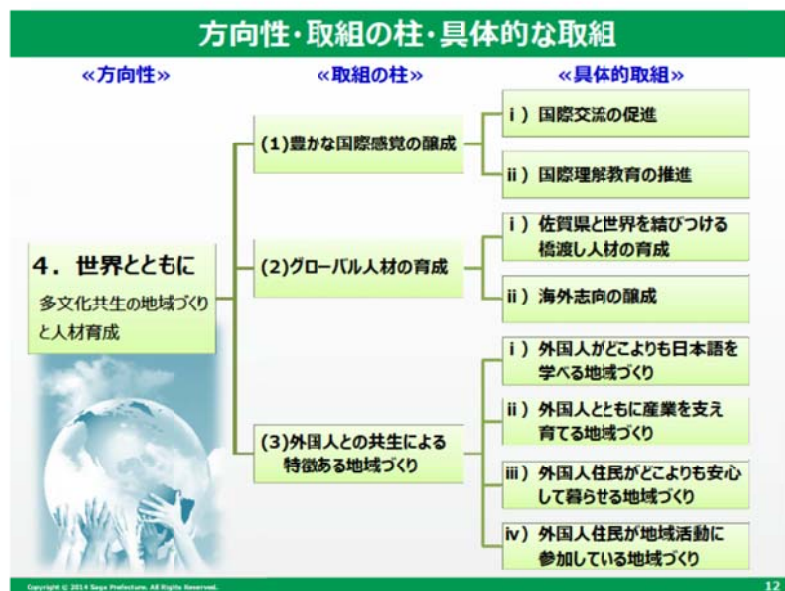 方向性・取組の柱・具体的な取組
≪方向性≫
≪取組の柱≫
≪具体的取組≫
4．世界とともに
多文化共生の地域づくり
と人材育成
(1)豊かな国際感覚の醸成
ⅰ）国際交流の促進
ⅱ）国際理解教育の推進
(2)グローバル人材の育成
ⅰ）佐賀県と世界を結びつける
橋渡し人材の育成
ⅱ）海外志向の醸成
(3)外国人との共生による
特徴ある地域づくり
ⅰ）外国人がどこよりも日本語を
学べる地域づくり
ⅱ）外国人とともに産業を支え
育てる地域づくり
ⅲ）外国人住民がどこよりも安心
して暮らせる地域づくり
ⅳ）外国人住民が地域活動に
参加している地域づくり
Copyright © 2014 Saga Prefecture. All Rights Reserved.
12